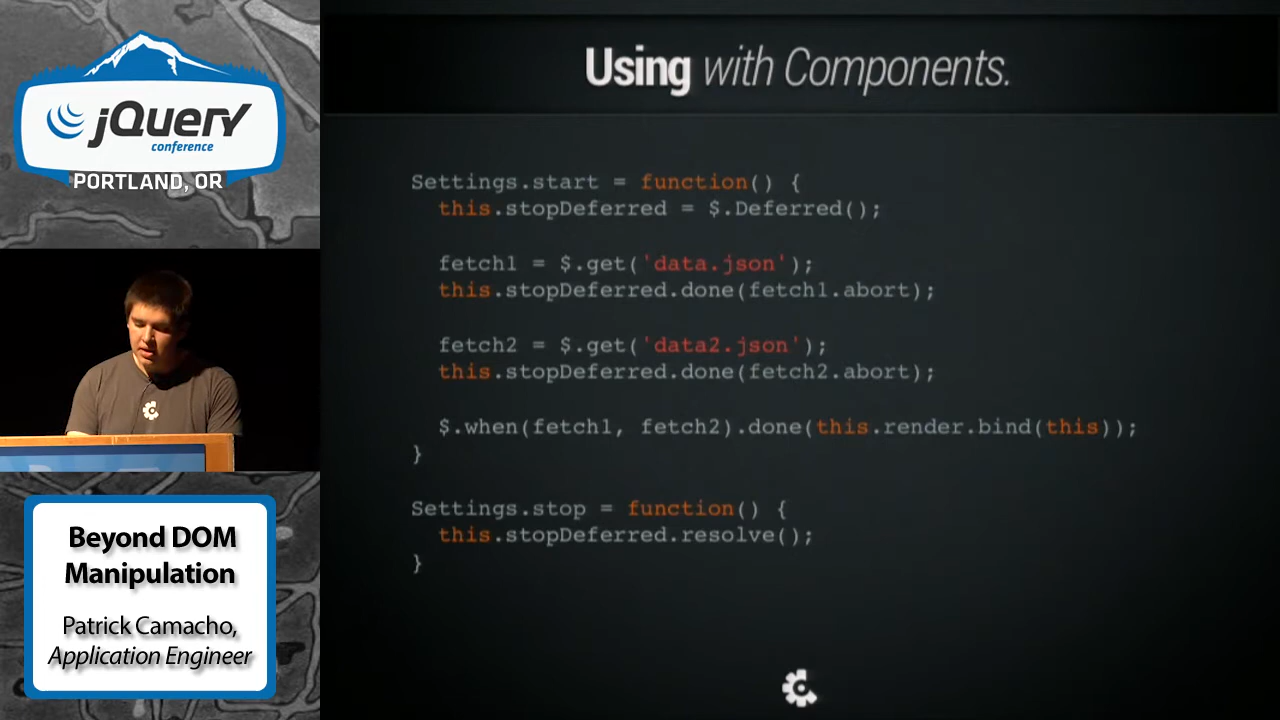 jQuery
conference
PORTLAND, OR
Beyond DOM
Manipulation
Patrick Camacho,
Application Engineer
Using with Components.
Settings.start = function() {
this.stopDeferred = $.Deferred();
fetch1 = $.get('data.json');
this.stopDeferred.done(fetch1.abort);
fetch2 = $.get('data2.json');
this.stopDeferred.done(fetch2.abort);
$.when(fetch1, fetch2).done(this.render.bind(this));
}
Settings.stop = function() {
this.stopDeferred.resolve();
}